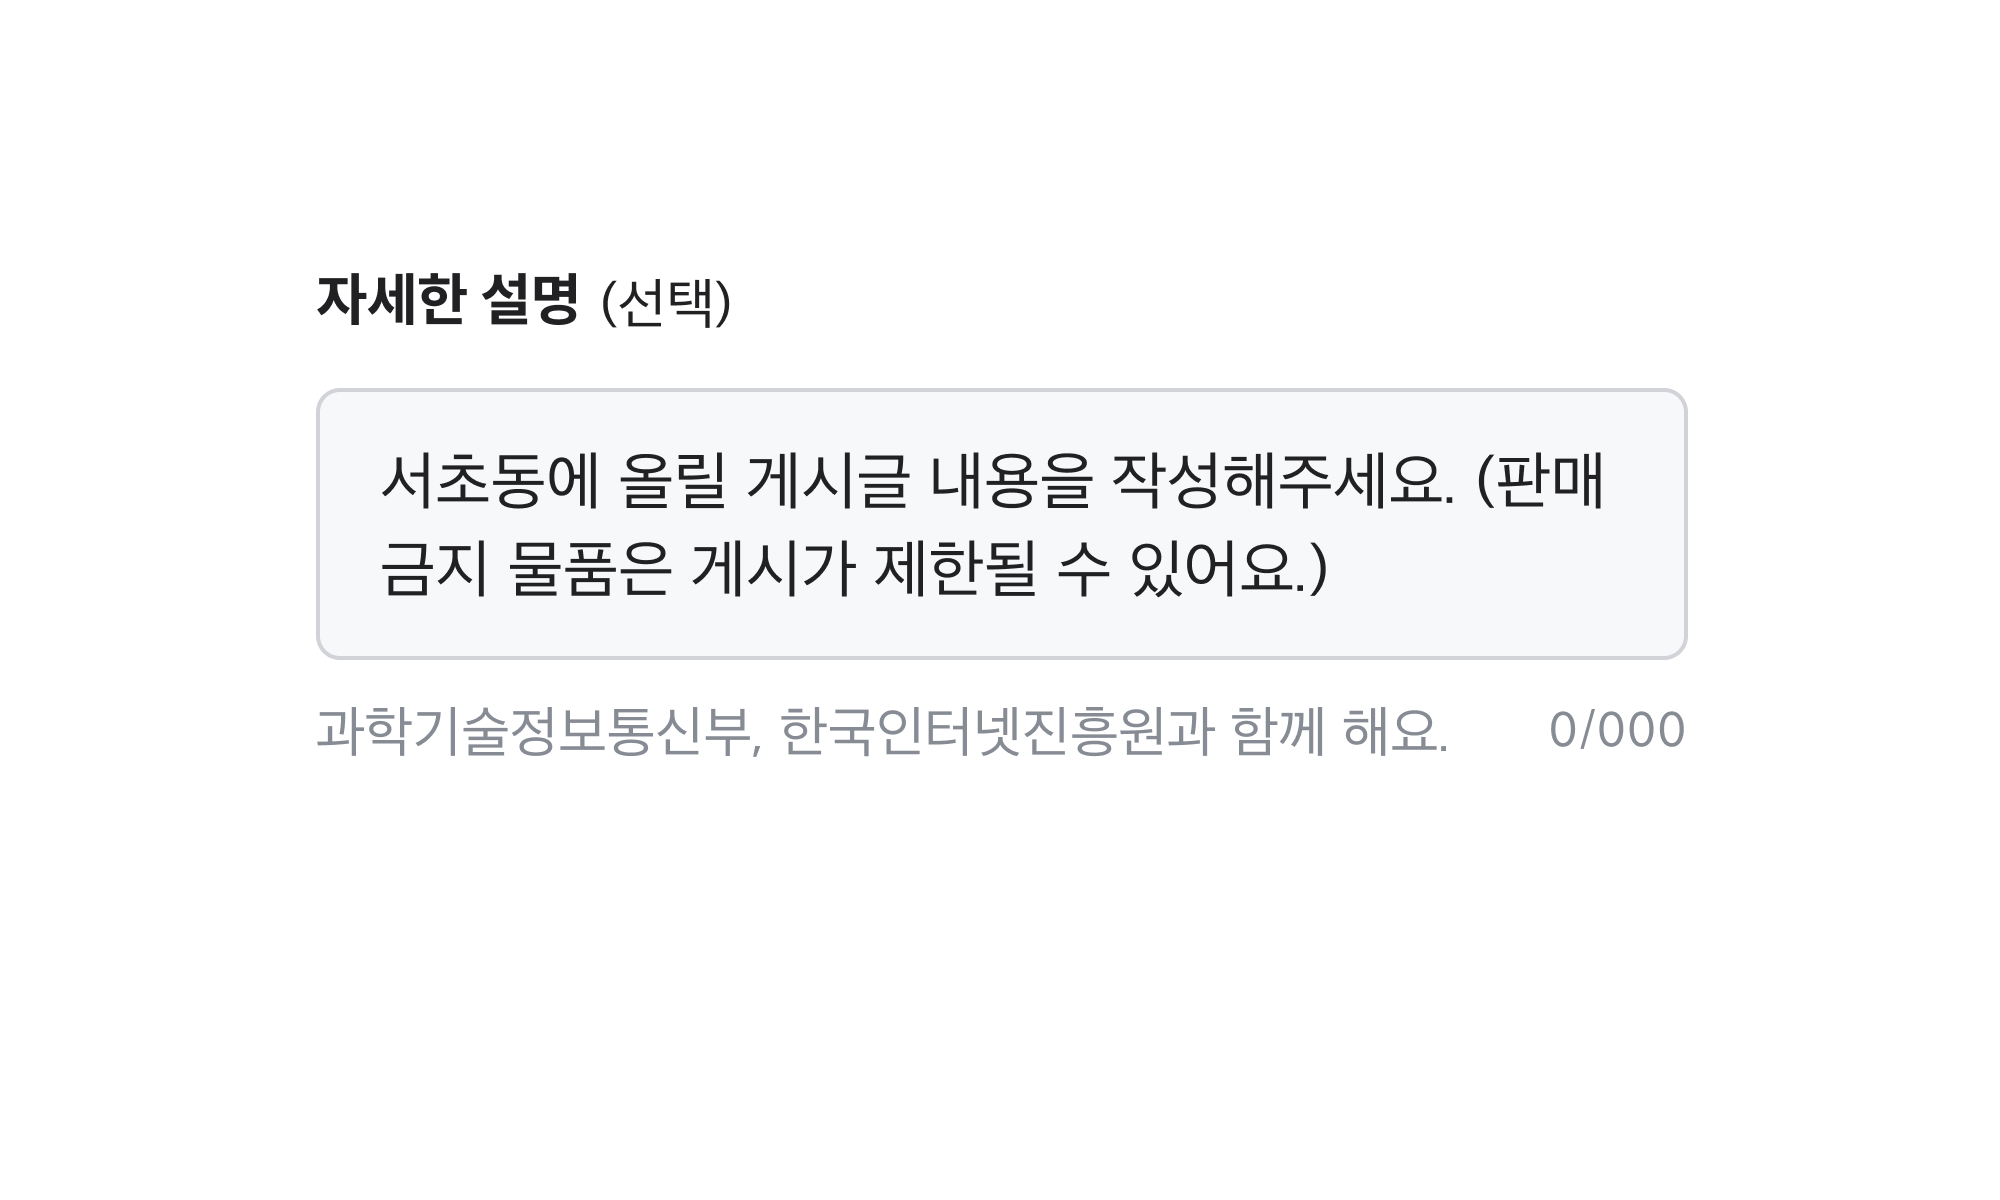 자세한 설명 (선택)
서초동에 올릴 게시글 내용을 작성해주세요. (판매
금지 물품은 게시가 제한될 수 있어요.)
과학기술정보통신부, 한국인터넷진흥원과 함께 해요. 0/000